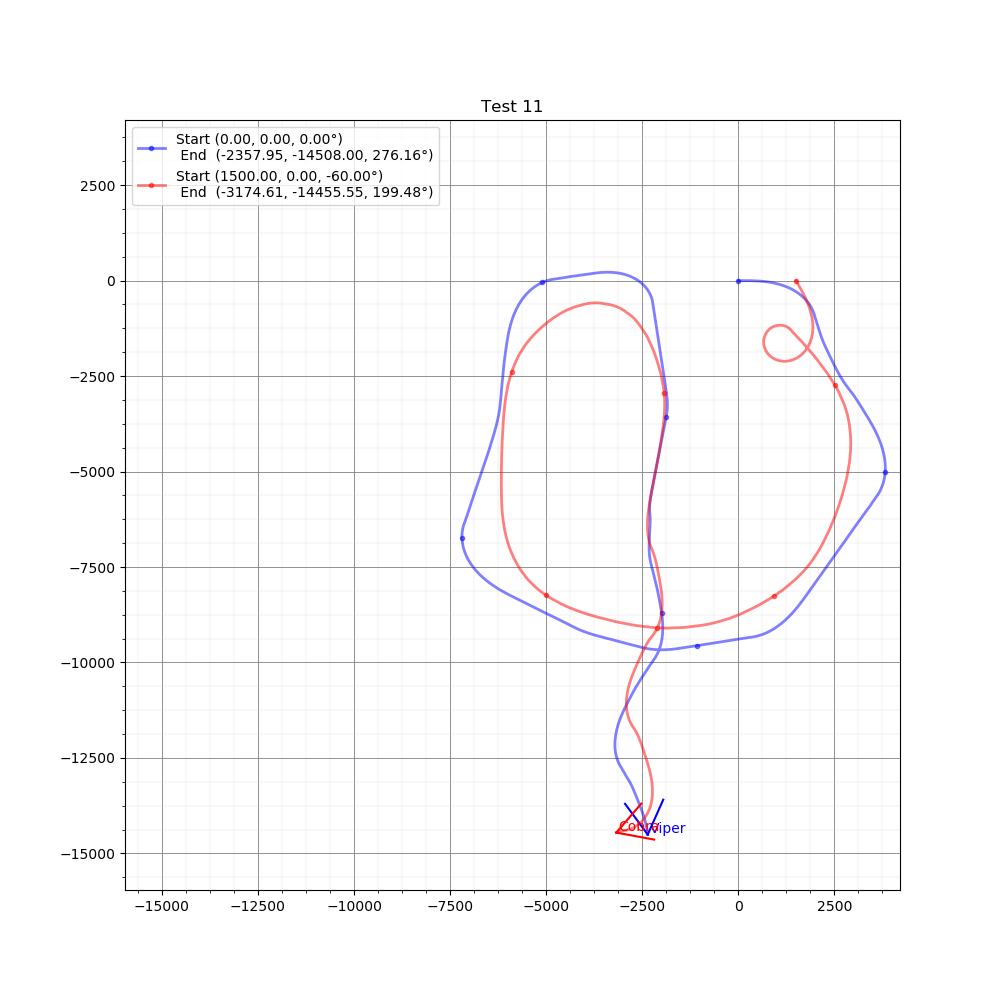 Test 11
Start (0.00, 0.00, 0.00°)
End (-2357.95, -14508.00, 276.16°)
Start (1500.00, 0.00, -60.00°)
End (-3174.61, -14455.55, 199.48°)
2500
0
−2500
−5000
−7500
−10000
−12500
−15000
Cobra
Viper
−15000 −12500 −10000 −7500 −5000 −2500 0 2500